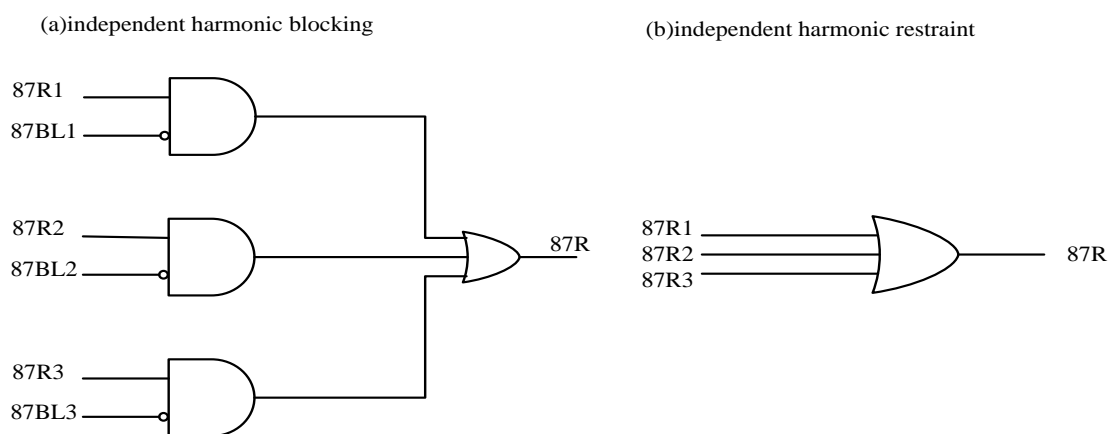 (a)independent harmonic blocking
87R1
87BL1
87R2
87BL2
87R3
87BL3
87R
(b)independent harmonic restraint
87R1
87R2
87R3
87R